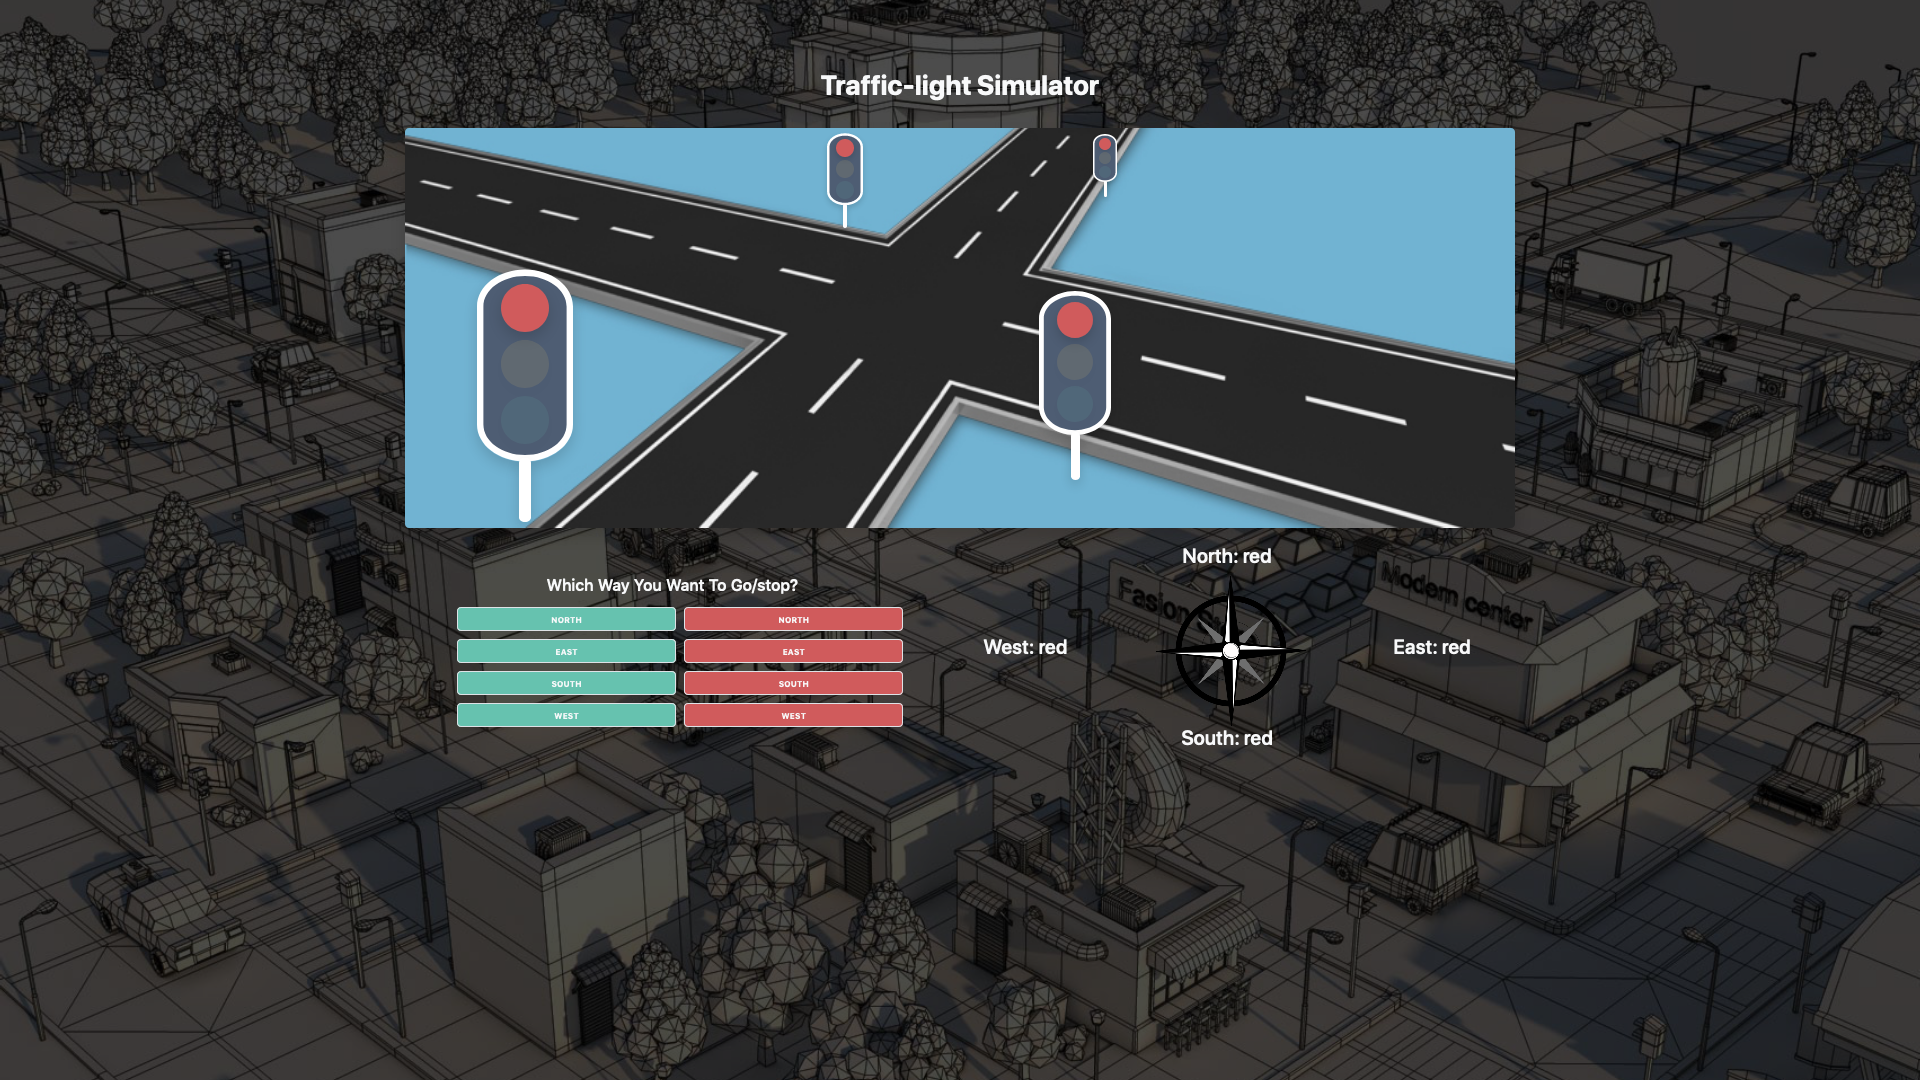 Traffic-light Simulator
Which Way You Want To Go/stop?
NORTH NORTH
EAST EAST
SOUTH SOUTH
WEST WEST
North: red
West: red
East: red
South: red
Fasion
Modern center